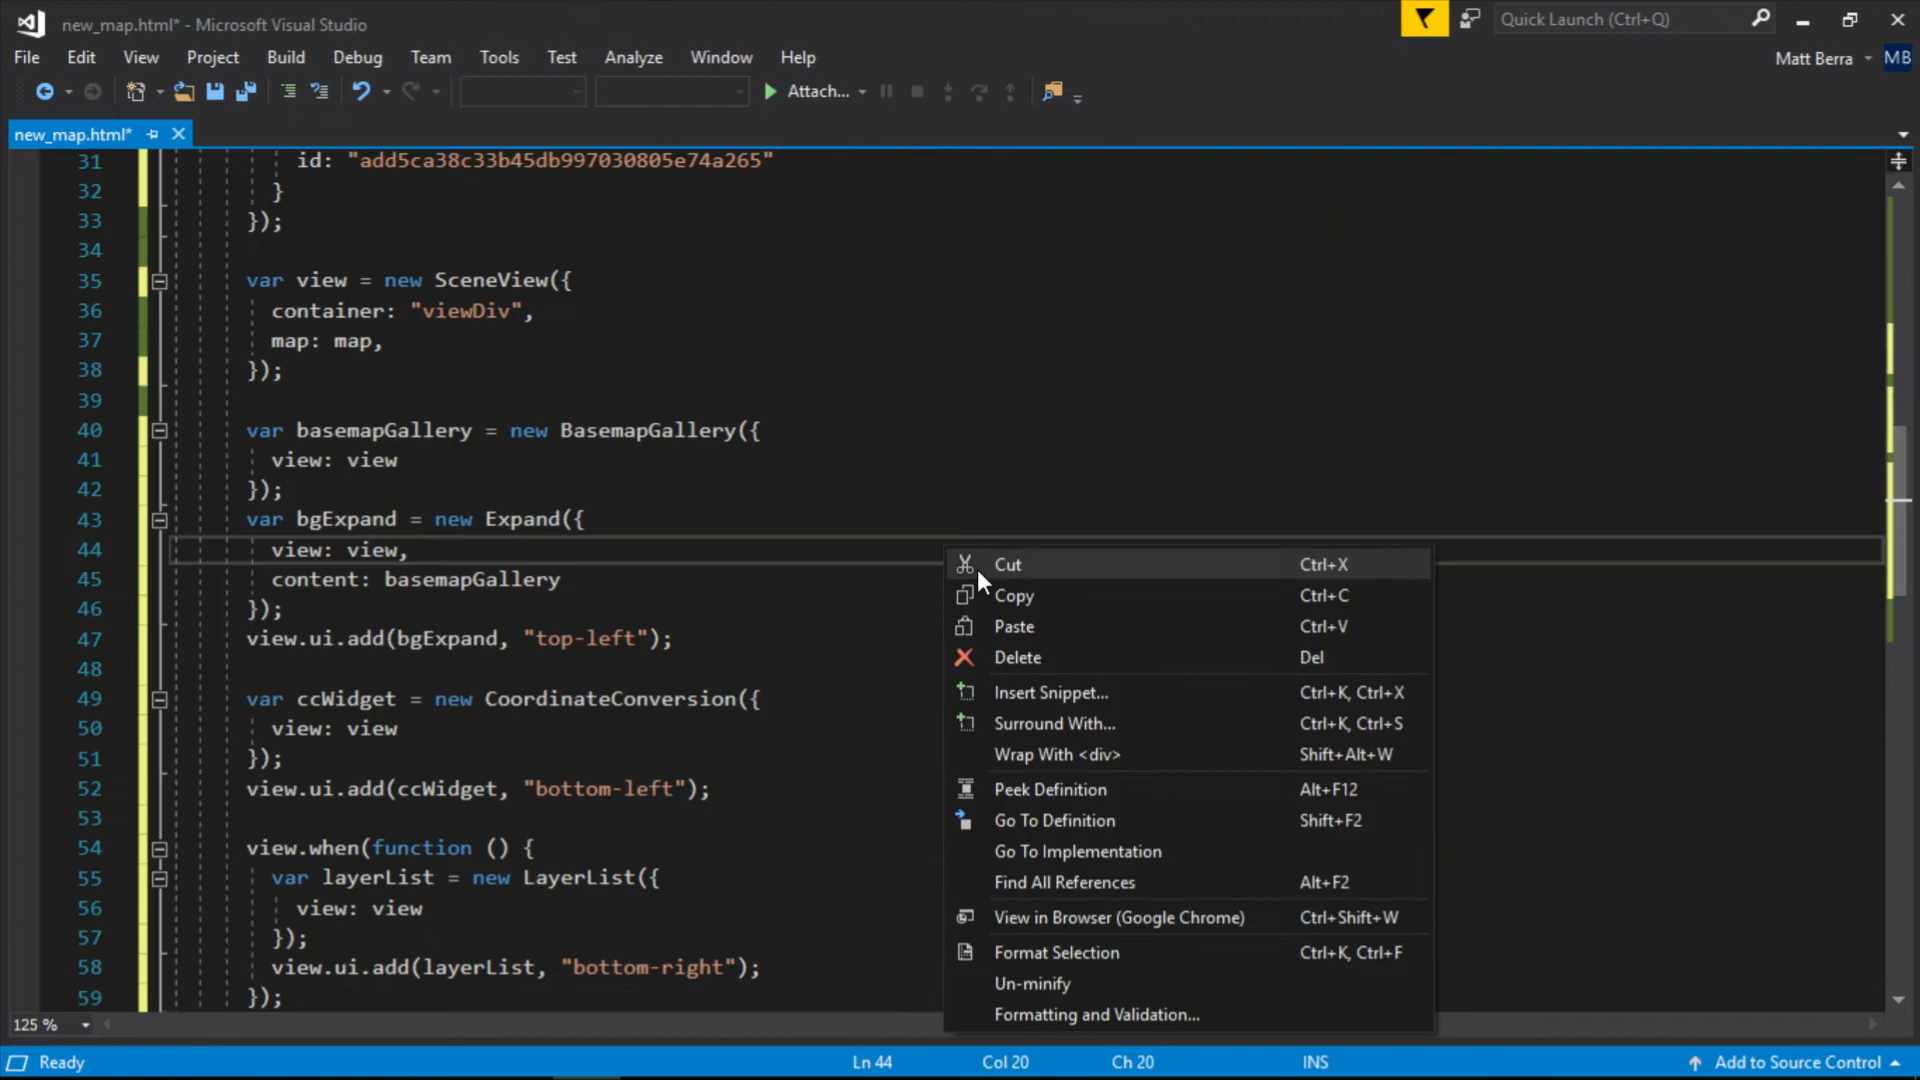 new_map.html* - Microsoft Visual Studio
Quick Launch (Ctrl+Q)
File Edit View Project Build Debug Team Tools Test Analyze Window Help
Matt Berra MB
Attach...
new_map.html*
31 id: "add5ca38c33b45db997030805e74a265"
32 }
33 });
34
35 var view = new SceneView({
36 container: "viewDiv",
37 map: map,
38 });
39
40 var basemapGallery = new BasemapGallery({
41 view: view
42 });
43 var bgExpand = new Expand({
44 view: view,
45 content: basemapGallery
46 });
47 view.ui.add(bgExpand, "top-left");
48
49 var ccWidget = new CoordinateConversion({
50 view: view
51 });
52 view.ui.add(ccWidget, "bottom-left");
53
54 view.when(function () {
55 var layerList = new LayerList({
56 view: view
57 });
58 view.ui.add(layerList, "bottom-right");
59 });
Cut Ctrl+X
Copy Ctrl+C
Paste Ctrl+V
Delete Del
Insert Snippet... Ctrl+K, Ctrl+X
Surround With... Ctrl+K, Ctrl+S
Wrap With <div> Shift+Alt+W
Peek Definition Alt+F12
Go To Definition Shift+F2
Go To Implementation
Find All References Alt+F2
View in Browser (Google Chrome) Ctrl+Shift+W
Format Selection Ctrl+K, Ctrl+F
Un-minify
Formatting and Validation...
125 %
Ready Ln 44 Col 20 Ch 20 INS Add to Source Control